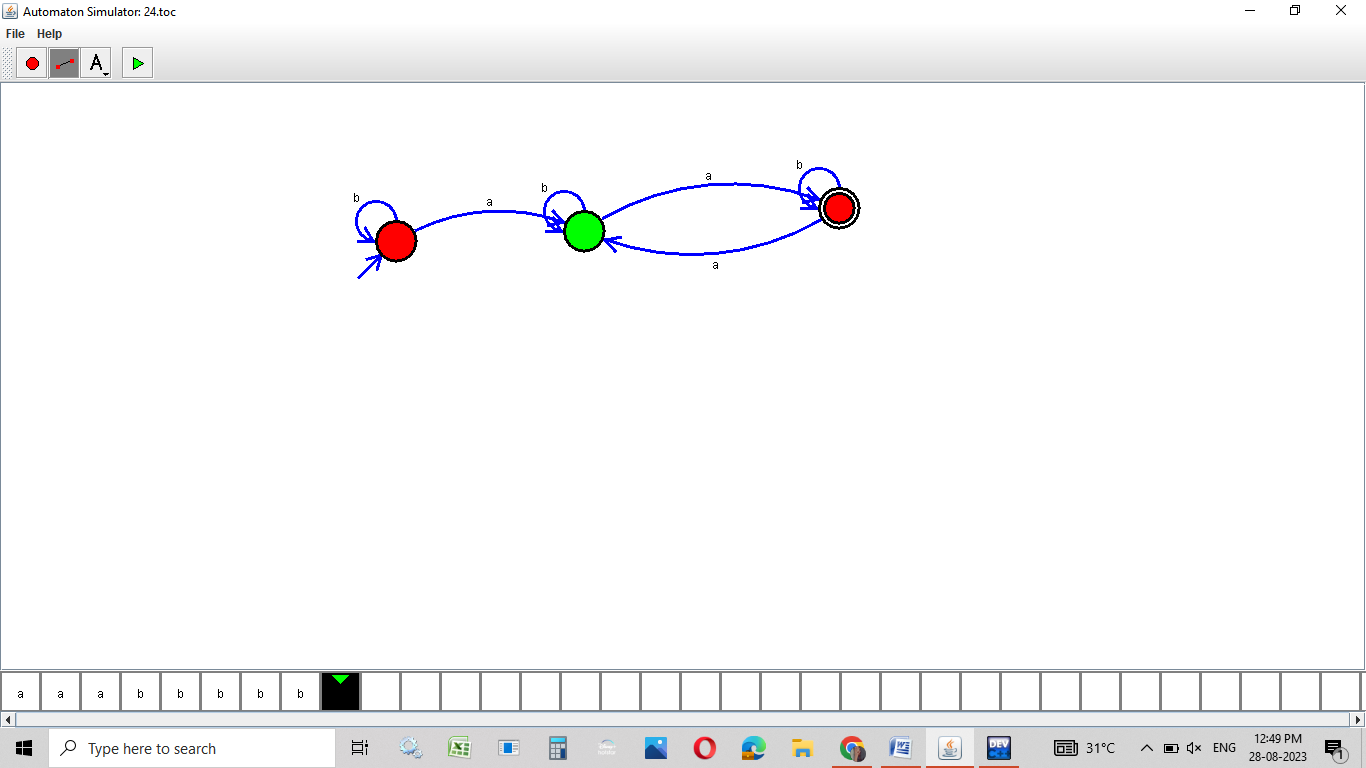 Automaton Simulator: 24.toc
File Help
A
b
a
b
a
b
a
a a a b b b b b
Type here to search
DEV
31°C
ENG
12:49 PM
28-08-2023
1